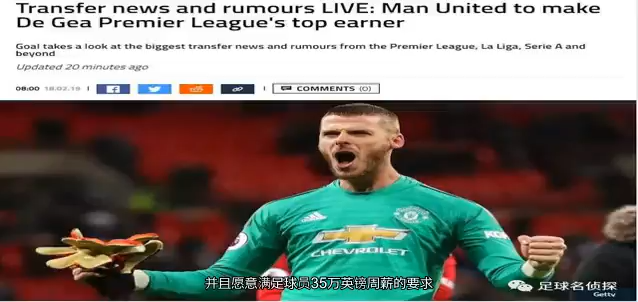 Transfer news and rumours LIVE: Man United to make
De Gea Premier League's top earner
Goal takes a look at the biggest transfer news and rumours from the Premier League, La Liga, Serie A and
beyond
Updated 20 minutes ago
08:00 18.02.19
COMMENTS (0)
adidas
CHEVROLET
KOHLER
并且愿意满足球员35万英镑周薪的要求
足球名侦探
Getty